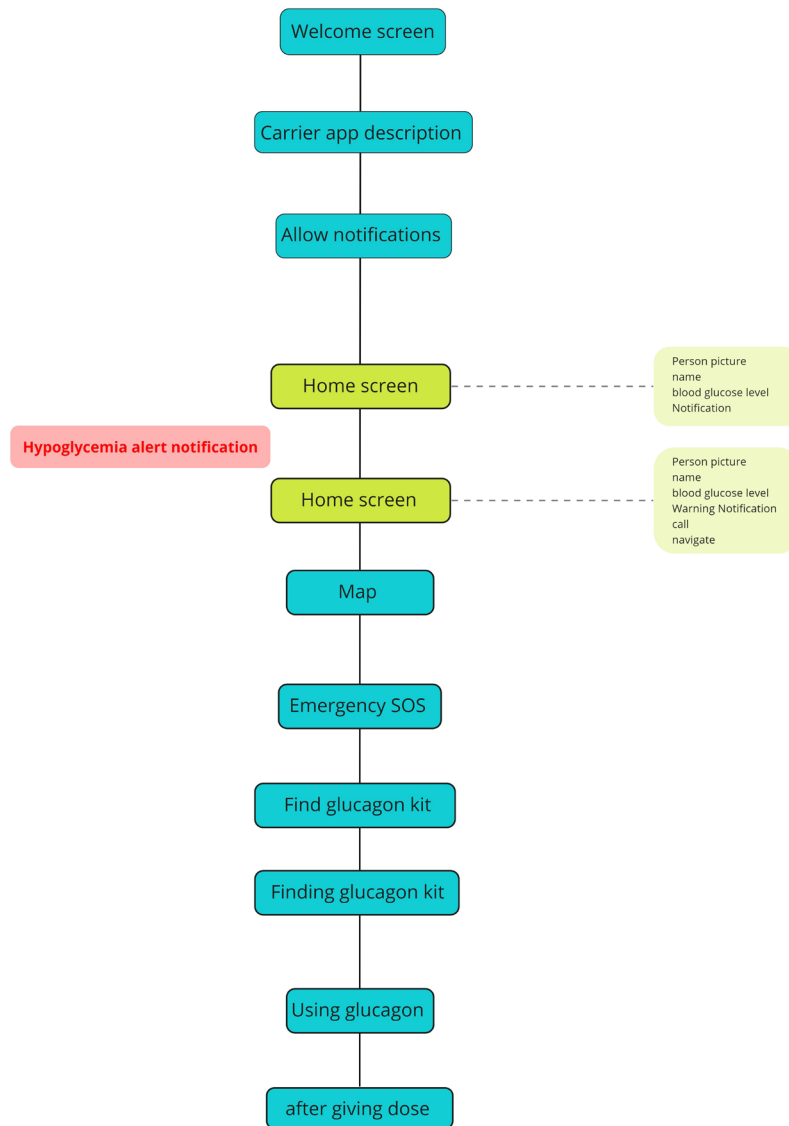 Welcome screen
Carrier app description
Allow notifications
Home screen
Person picture
name
blood glucose level
Notification
Hypoglycemia alert notification
Home screen
Person picture
name
blood glucose level
Warning Notification
call
navigate
Map
Emergency SOS
Find glucagon kit
Finding glucagon kit
Using glucagon
after giving dose